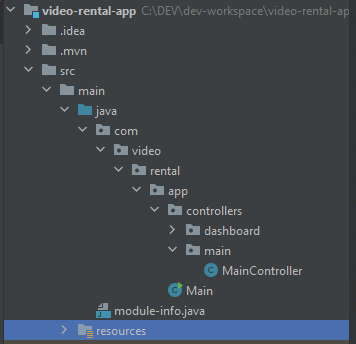 video-rental-app C:\DEV\dev-workspace\video-rental-ap
.idea
.mvn
src
main
java
com
video
rental
app
controllers
dashboard
main
MainController
Main
module-info.java
resources